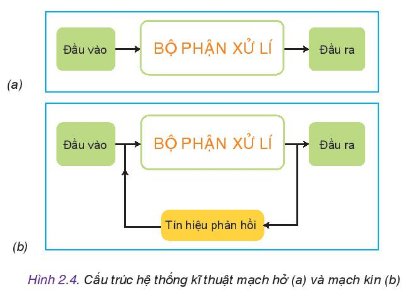 Đầu vào
BỘ PHẬN XỬ LÍ
Đầu ra
(a)
Đầu vào
BỘ PHẬN XỬ LÍ
Đầu ra
Tín hiệu phản hồi
(b)
Hình 2.4. Cấu trúc hệ thống kĩ thuật mạch hở (a) và mạch kín (b)